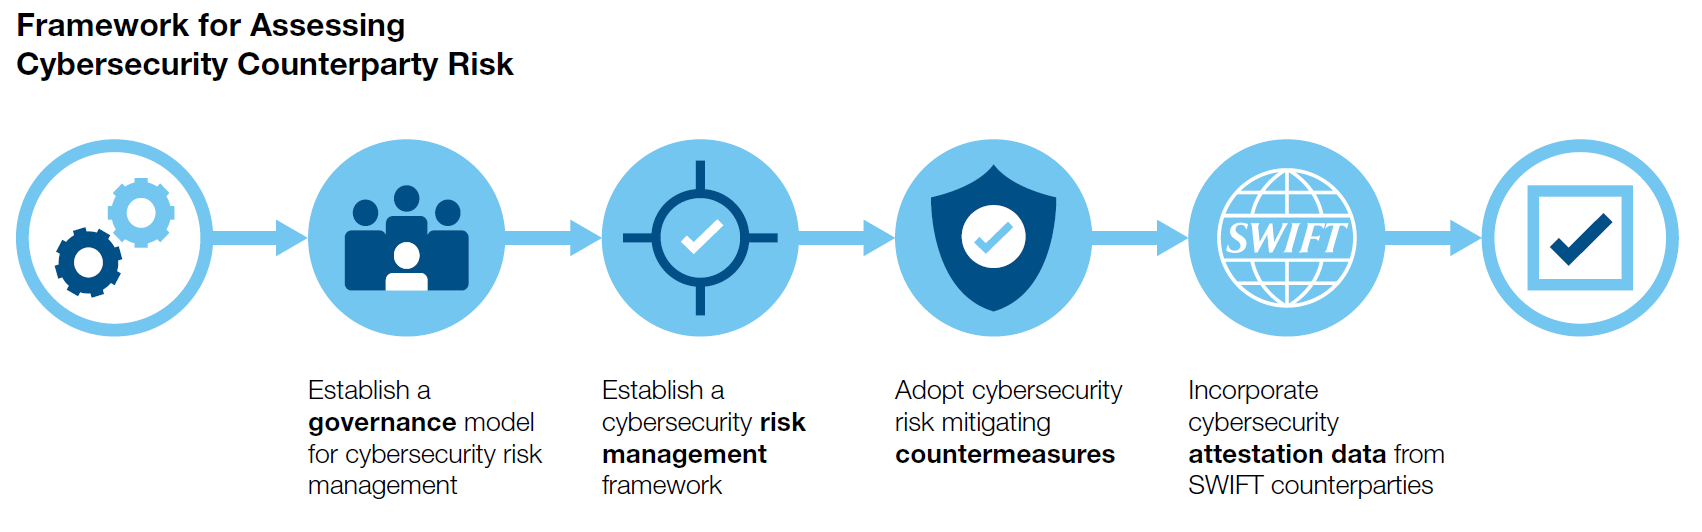 Framework for Assessing
Cybersecurity Counterparty Risk
SWIFT
Establish a
governance model
for cybersecurity risk
management
Establish a
cybersecurity risk
management
framework
Adopt cybersecurity
risk mitigating
countermeasures
Incorporate
cybersecurity
attestation data from
SWIFT counterparties